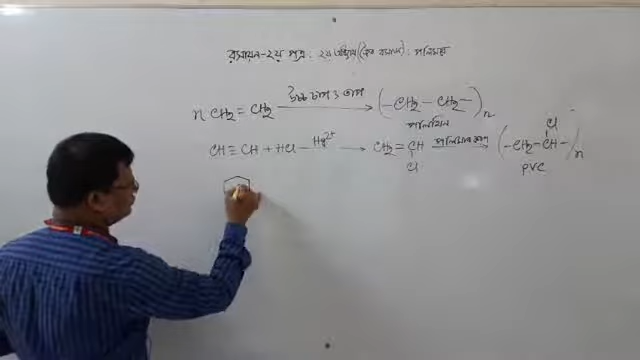 রসায়ন-২য় পত্র : ২য় অধ্যায় (জৈব রসায়ন) : পলিমার
n CH₂ = CH₂ উচ্চ চাপ ও তাপ → (-CH₂ - CH₂-)n
পলিথিন
CH ≡ CH + HCl Hg²⁺ → CH₂ = CH পলিমারকরণ → (-CH₂ - CH-)n
Cl Cl
PVC